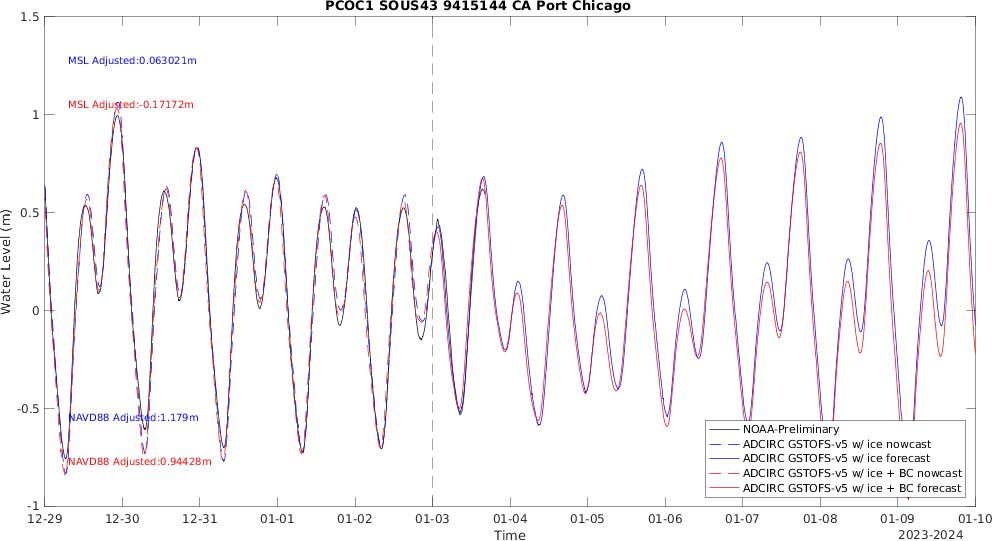 PCOC1 SOUS43 9415144 CA Port Chicago
1.5
MSL Adjusted:0.063021m
MSL Adjusted:-0.17172m
1
0.5
Water Level (m)
0
-0.5
NAVD88 Adjusted:1.179m
NAVD88 Adjusted:0.94428m
NOAA-Preliminary
ADCIRC GSTOFS-v5 w/ ice nowcast
ADCIRC GSTOFS-v5 w/ ice forecast
ADCIRC GSTOFS-v5 w/ ice + BC nowcast
ADCIRC GSTOFS-v5 w/ ice + BC forecast
-1
12-29 12-30 12-31 01-01 01-02 01-03 01-04 01-05 01-06 01-07 01-08 01-09 01-10
Time
2023-2024